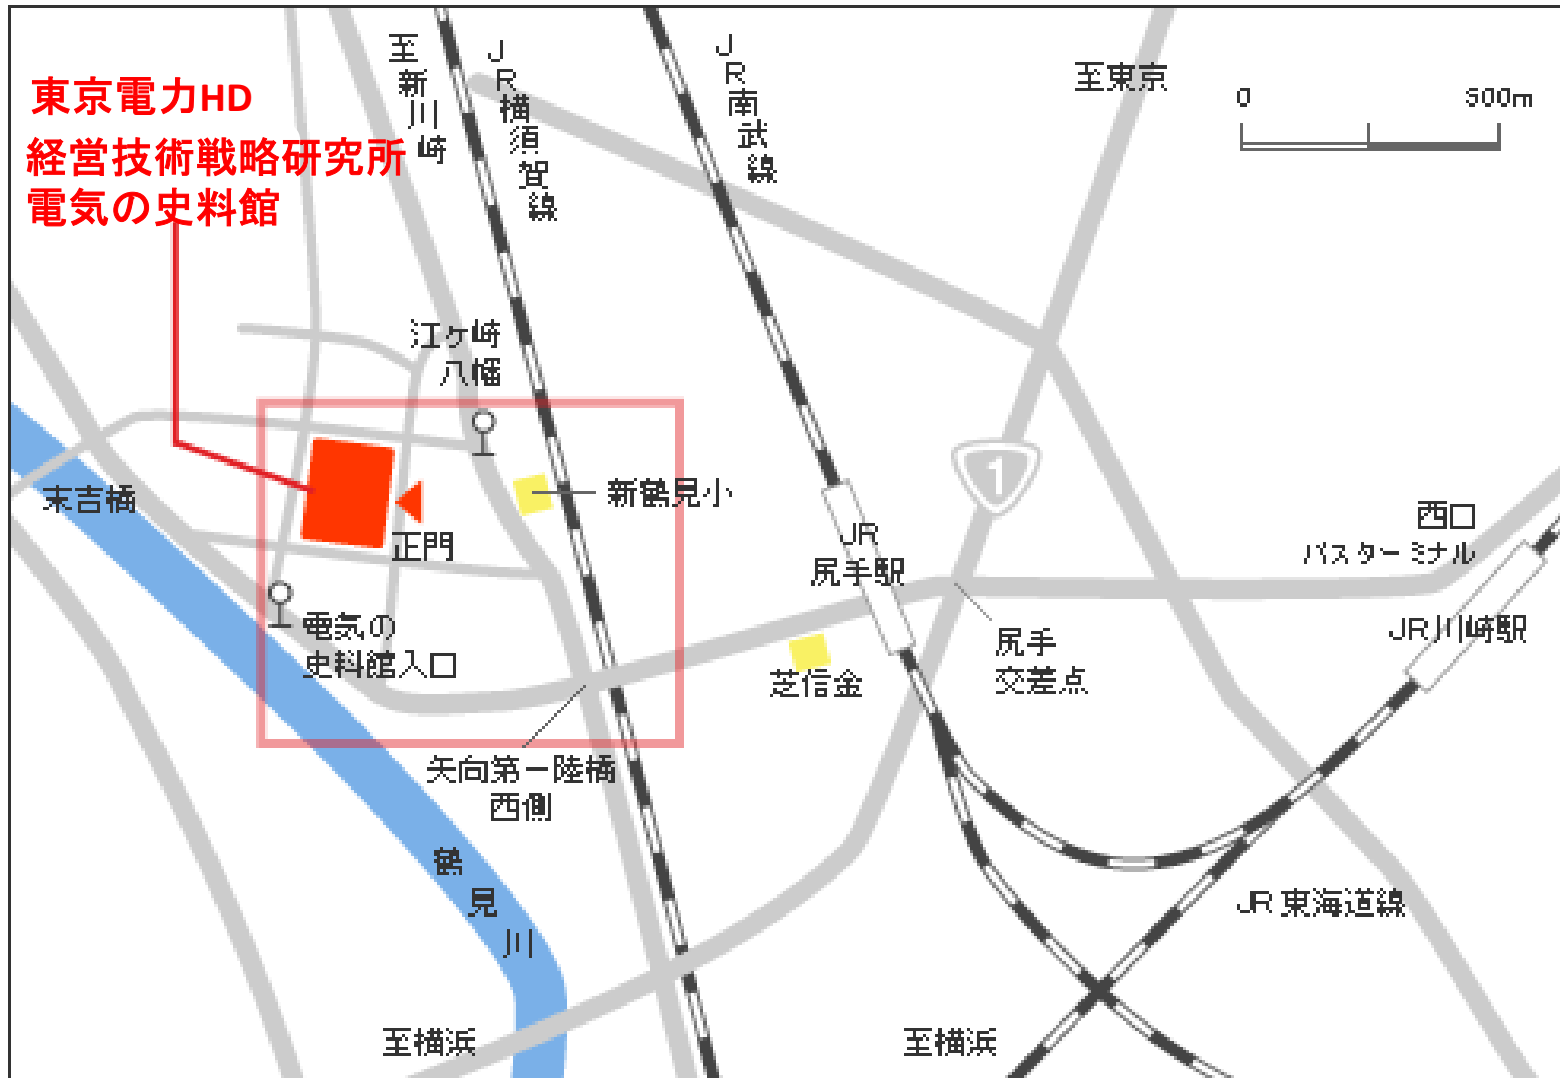 東京電力HD
経営技術戦略研究所
電気の史料館
至新川崎
JR横須賀線
JR南武線
至東京
0 500m
江ヶ崎
八幡
末吉橋
正門
新鶴見小
1
西口
バスターミナル
JR
尻手駅
JR川崎駅
電気の
史料館入口
尻手
交差点
芝信金
矢向第一陸橋
西側
鶴見川
JR東海道線
至横浜
至横浜